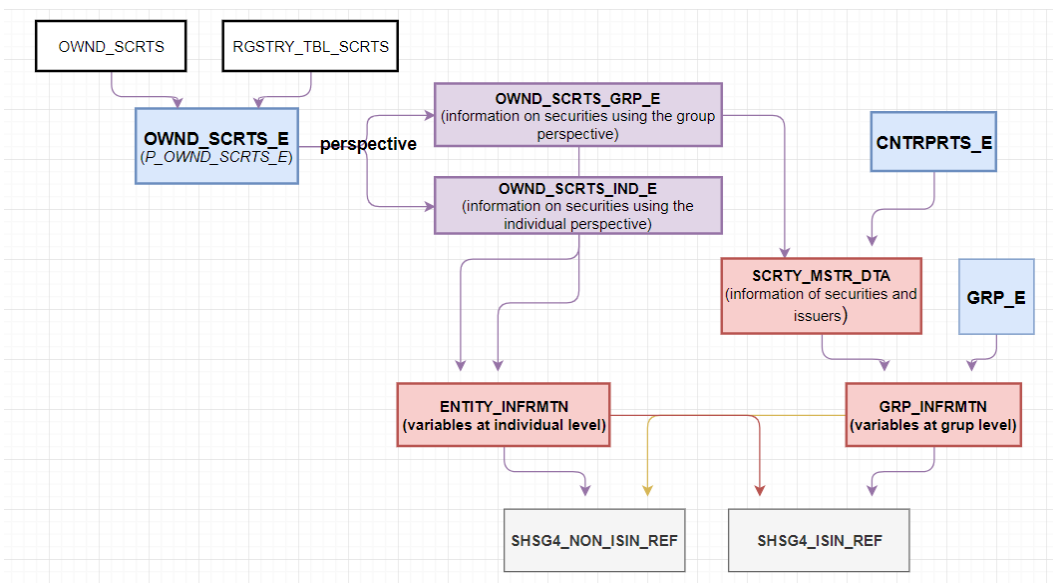 OWND_SCRTS
RGSTRY_TBL_SCRTS
OWND_SCRTS_E
(P_OWND_SCRTS_E)
perspective
OWND_SCRTS_GRP_E
(information on securities using the group
perspective)
OWND_SCRTS_IND_E
(information on securities using the
individual perspective)
CNTRPRTS_E
SCRTY_MSTR_DTA
(information of securities and
issuers)
GRP_E
ENTITY_INFRMTN
(variables at individual level)
GRP_INFRMTN
(variables at grup level)
SHSG4_NON_ISIN_REF
SHSG4_ISIN_REF